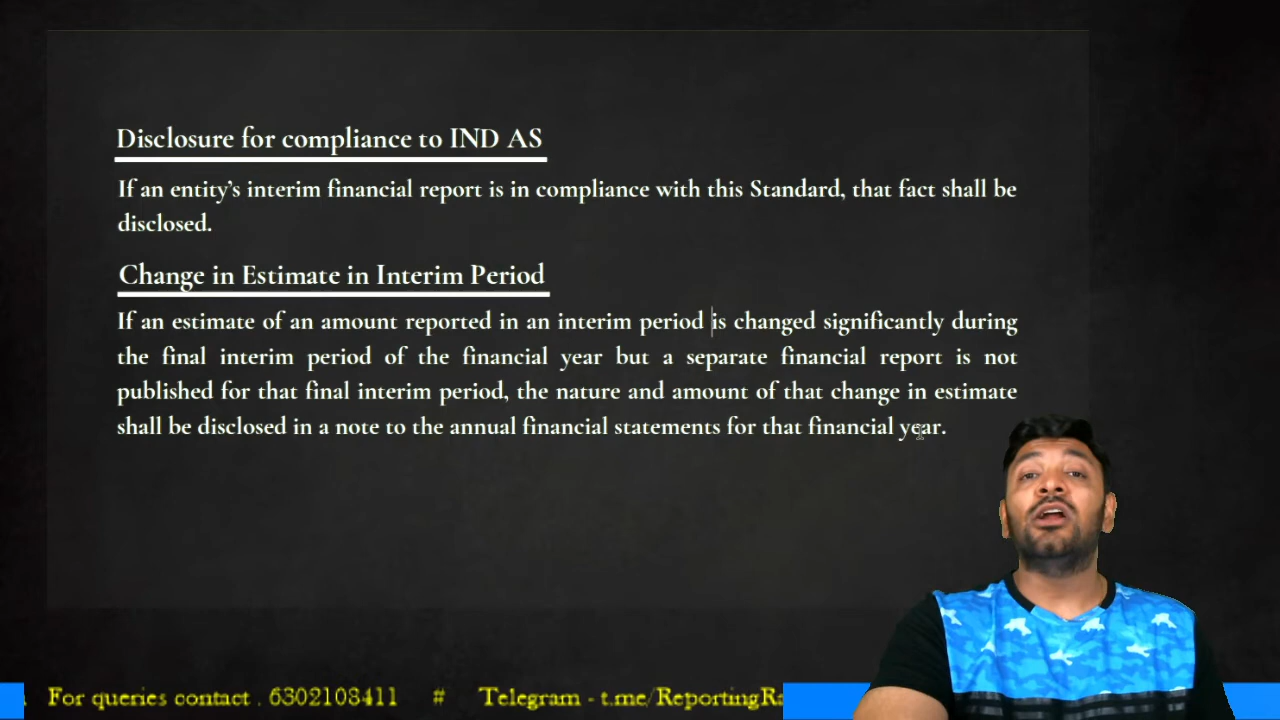 Disclosure for compliance to IND AS
If an entity's interim financial report is in compliance with this Standard, that fact shall be
disclosed.
Change in Estimate in Interim Period
If an estimate of an amount reported in an interim period is changed significantly during
the final interim period of the financial year but a separate financial report is not
published for that final interim period, the nature and amount of that change in estimate
shall be disclosed in a note to the annual financial statements for that financial year.
For queries contact . 6302108411 # Telegram - t.me/ReportingRa